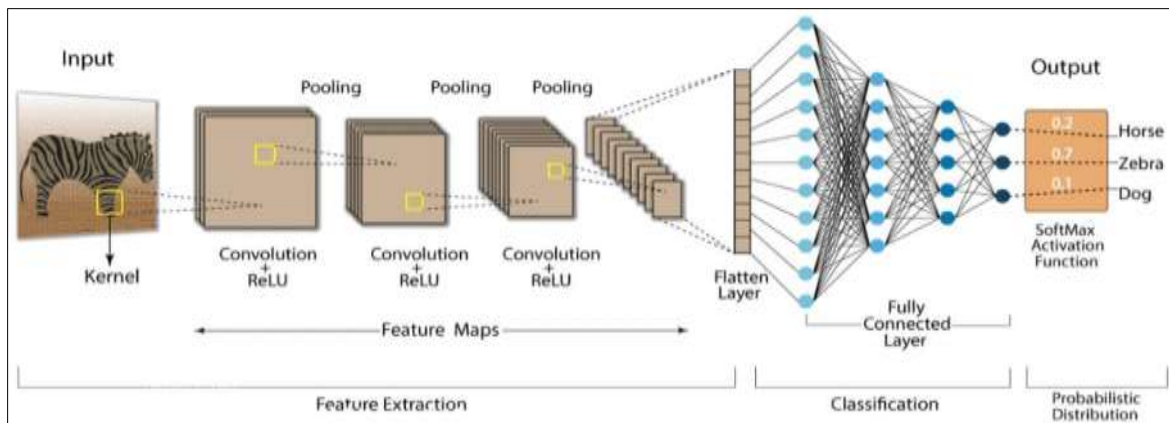 Input
Pooling
Pooling
Pooling
Output
0.2
Horse
0.7
Zebra
0.1
Dog
Kernel
Convolution
+
ReLU
Convolution
+
ReLU
Convolution
+
ReLU
Flatten
Layer
SoftMax
Activation
Function
Feature Maps
Fully
Connected
Layer
Feature Extraction
Classification
Probabilistic
Distribution